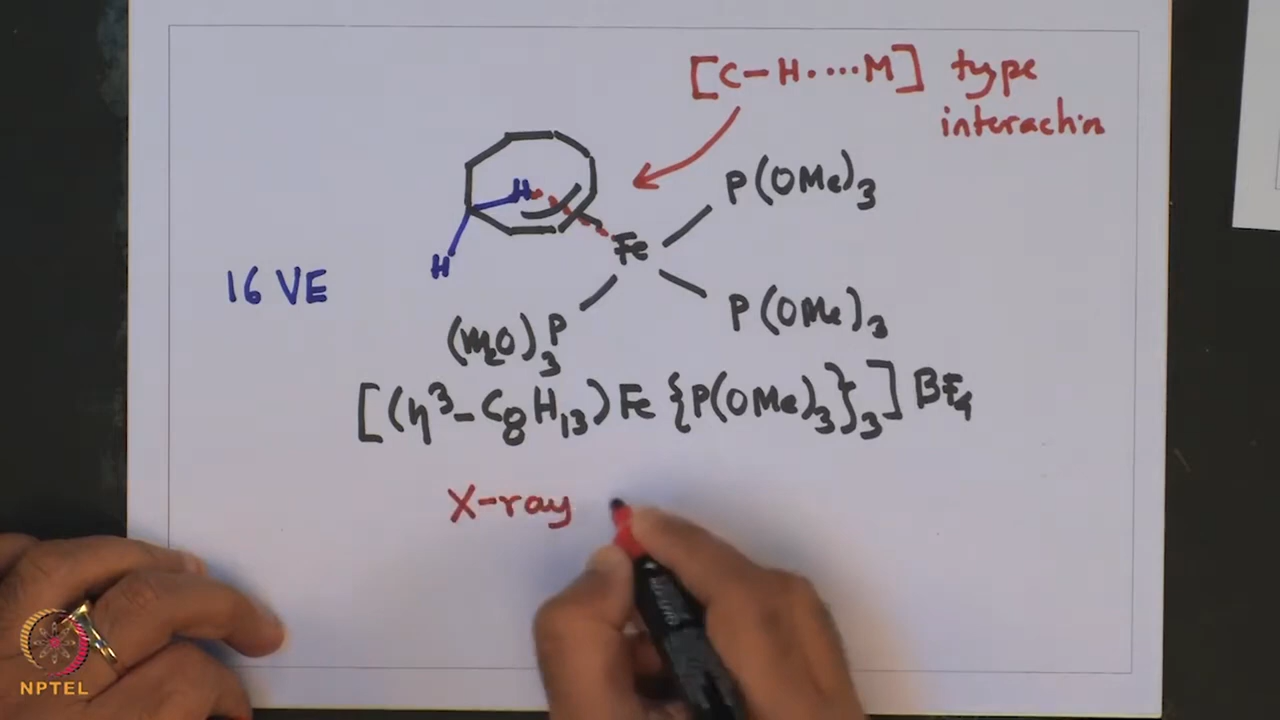 [C-H....M] type
interachin
P(OMe)₃
H
Fe
H
16 VE
P(OMe)₃
(MeO)₃P
[(η³-C₈H₁₃)Fe{P(OMe)₃}₃]BF₄
X-ray
NPTEL